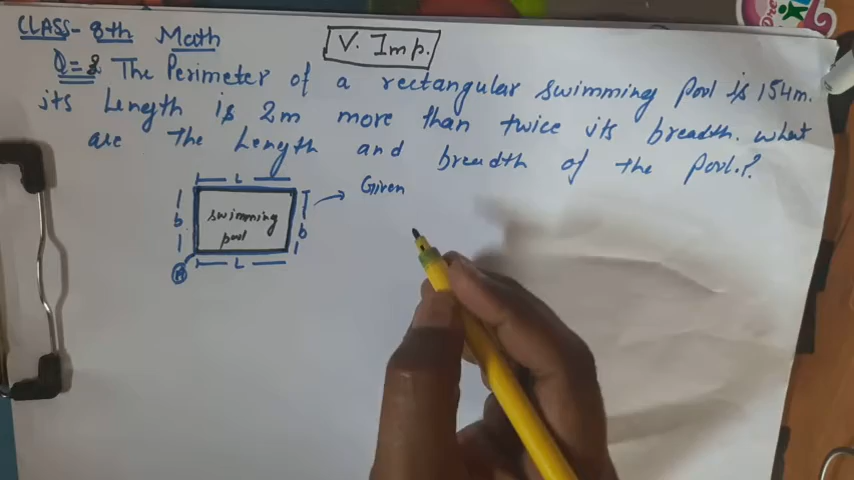 CLASS- 8th Math
V. Imp.
Q=2 The Perimeter of a rectangular swimming pool is 154m.
its Length is 2m more than twice its breadth. what
are the Length and breadth of the pool.?
L
Given
b swimming b
pool
L